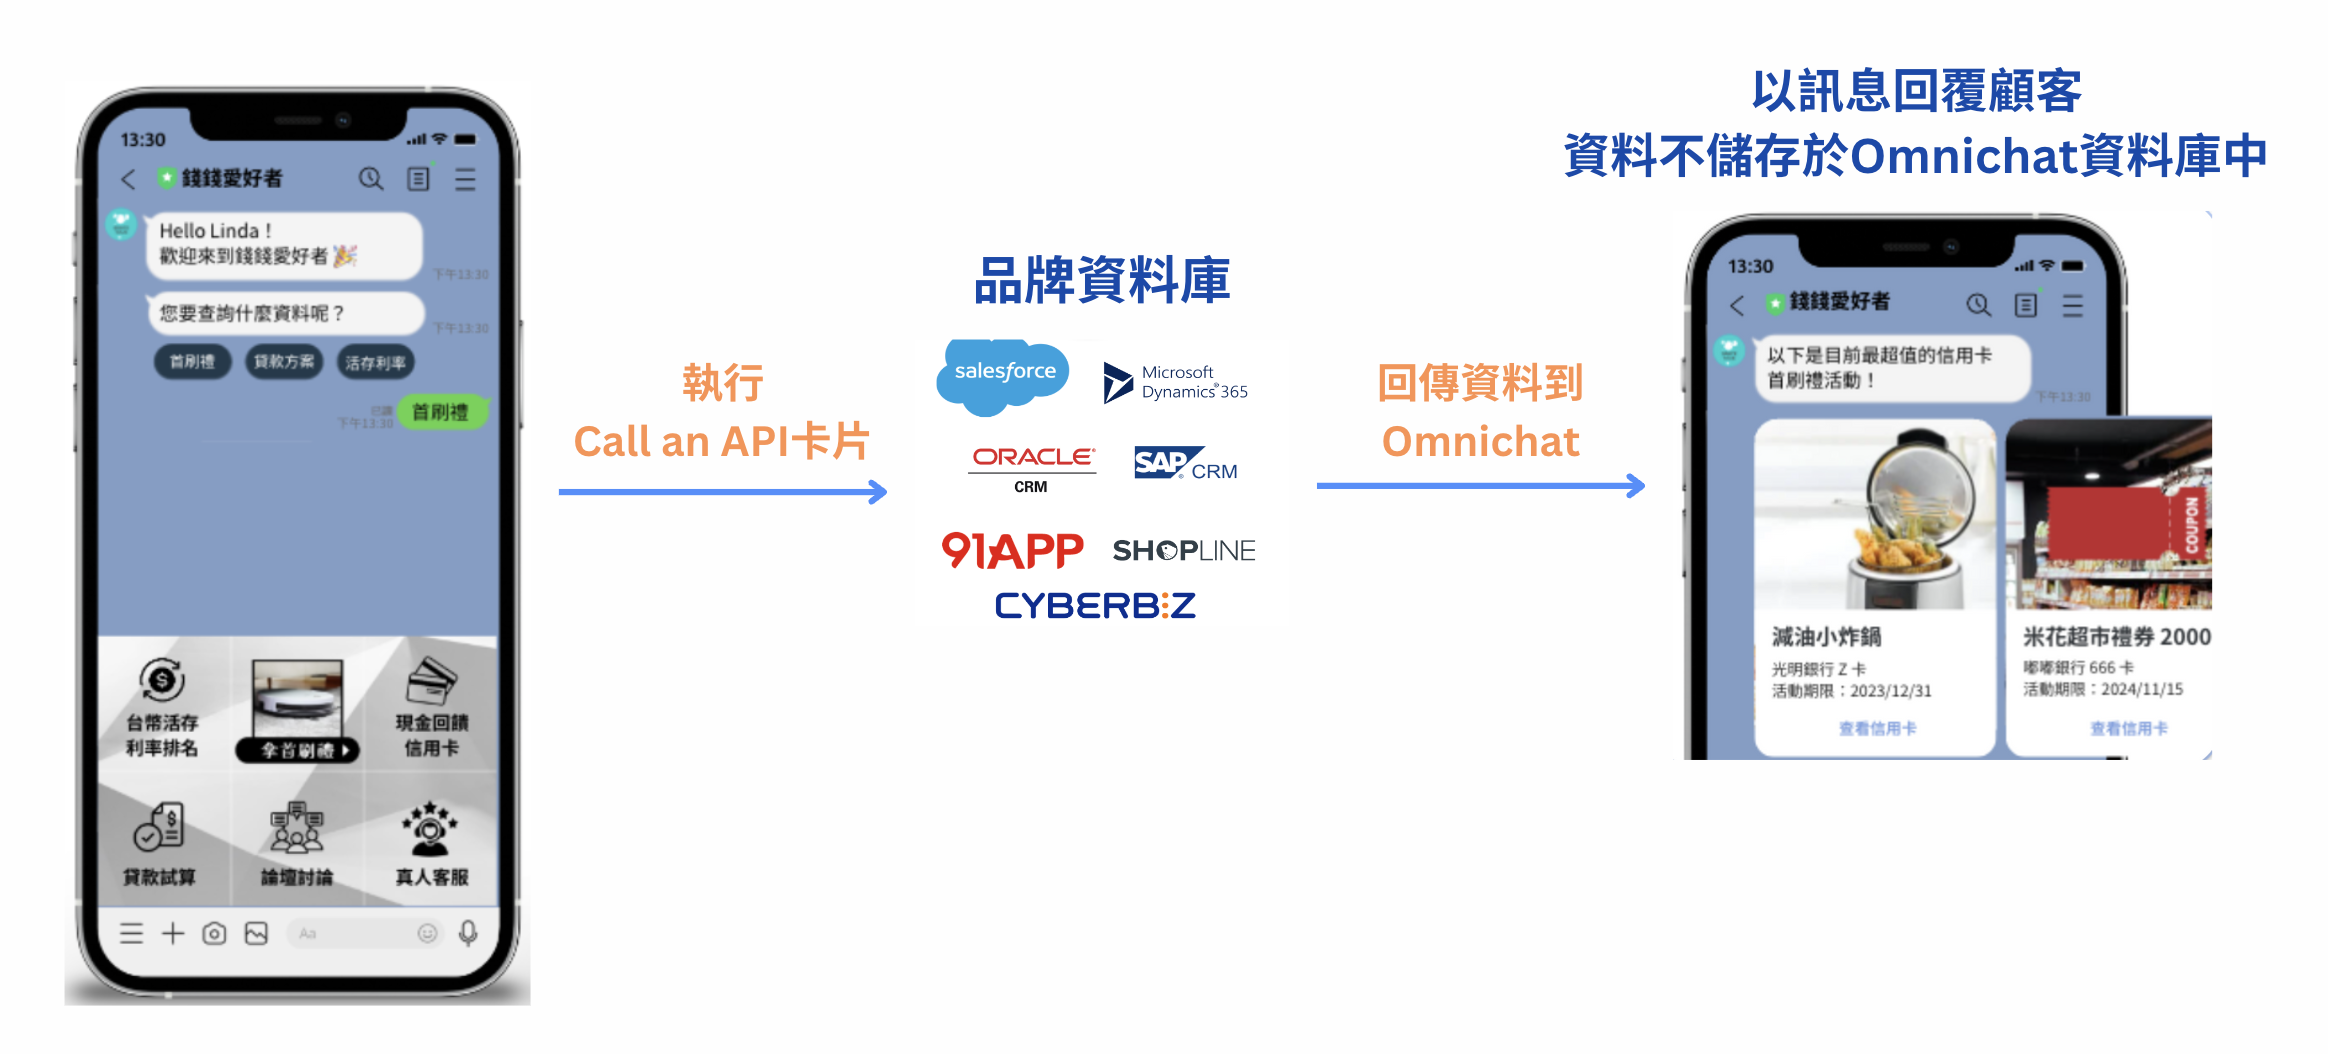 13:30
錢錢愛好者
Hello Linda！
歡迎來到錢錢愛好者
下午13:30
您要查詢什麼資料呢？
下午13:30
首刷禮
貸款方案
活存利率
已讀
下午13:30
首刷禮
台幣活存
利率排名
拿首刷禮
現金回饋
信用卡
貸款試算
論壇討論
真人客服
Aa
執行
Call an API卡片
品牌資料庫
salesforce
Microsoft
Dynamics®365
ORACLE®
CRM
SAP® CRM
91APP
SHOPLINE
CYBERBIZ
回傳資料到
Omnichat
以訊息回覆顧客
資料不儲存於Omnichat資料庫中
13:30
錢錢愛好者
以下是目前最超值的信用卡
首刷禮活動！
下午13:30
減油小炸鍋
光明銀行 Z 卡
活動期限：2023/12/31
查看信用卡
COUPON
米花超市禮券 2000
嘟嘟銀行 666 卡
活動期限：2024/11/15
查看信用卡